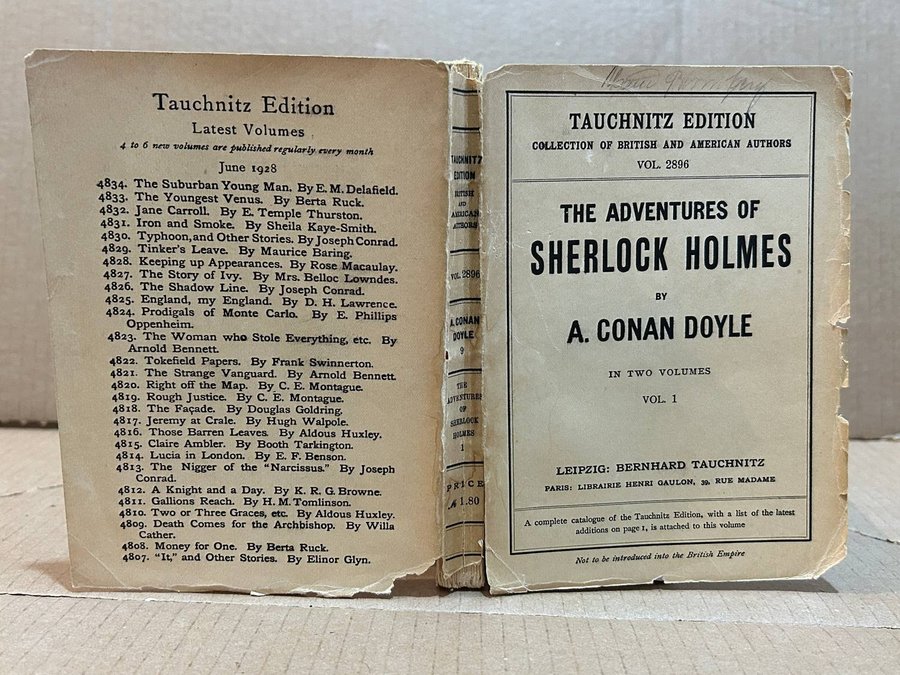 Tauchnitz Edition
Latest Volumes
4 to 6 new volumes are published regularly every month
June 1928
4834. The Suburban Young Man. By E. M. Delafield.
4833. The Youngest Venus. By Berta Ruck.
4832. Jane Carroll. By E. Temple Thurston.
4831. Iron and Smoke. By Sheila Kaye-Smith.
4830. Typhoon, and Other Stories. By Joseph Conrad.
4829. Tinker's Leave. By Maurice Baring.
4828. Keeping up Appearances. By Rose Macaulay.
4827. The Story of Ivy. By Mrs. Belloc Lowndes.
4826. The Shadow Line. By Joseph Conrad.
4825. England, my England. By D. H. Lawrence.
4824. Prodigals of Monte Carlo. By E. Phillips
Oppenheim.
4823. The Woman who Stole Everything, etc. By
Arnold Bennett.
4822. Tokefield Papers. By Frank Swinnerton.
4821. The Strange Vanguard. By Arnold Bennett.
4820. Right off the Map. By C. E. Montague.
4819. Rough Justice. By C. E. Montague.
4818. The Façade. By Douglas Goldring.
4817. Jeremy at Crale. By Hugh Walpole.
4816. Those Barren Leaves. By Aldous Huxley.
4815. Claire Ambler. By Booth Tarkington.
4814. Lucia in London. By E. F. Benson.
4813. The Nigger of the "Narcissus." By Joseph
Conrad.
4812. A Knight and a Day. By K. R. G. Browne.
4811. Gallions Reach. By H. M. Tomlinson.
4810. Two or Three Graces, etc. By Aldous Huxley.
4809. Death Comes for the Archbishop. By Willa
Cather.
4808. Money for One. By Berta Ruck.
4807. "It," and Other Stories. By Elinor Glyn.
TAUCHNITZ
EDITION
BRITISH
AND
AMERICAN
AUTHORS
VOL. 2896
A. CONAN
DOYLE
9
THE
ADVENTURES
OF
SHERLOCK
HOLMES
1
PRICE
ℳ 1.80
TAUCHNITZ EDITION
COLLECTION OF BRITISH AND AMERICAN AUTHORS
VOL. 2896
THE ADVENTURES OF
SHERLOCK HOLMES
BY
A. CONAN DOYLE
IN TWO VOLUMES
VOL. 1
LEIPZIG: BERNHARD TAUCHNITZ
PARIS: LIBRAIRIE HENRI GAULON, 39, RUE MADAME
A complete catalogue of the Tauchnitz Edition, with a list of the latest
additions on page 1, is attached to this volume
Not to be introduced into the British Empire